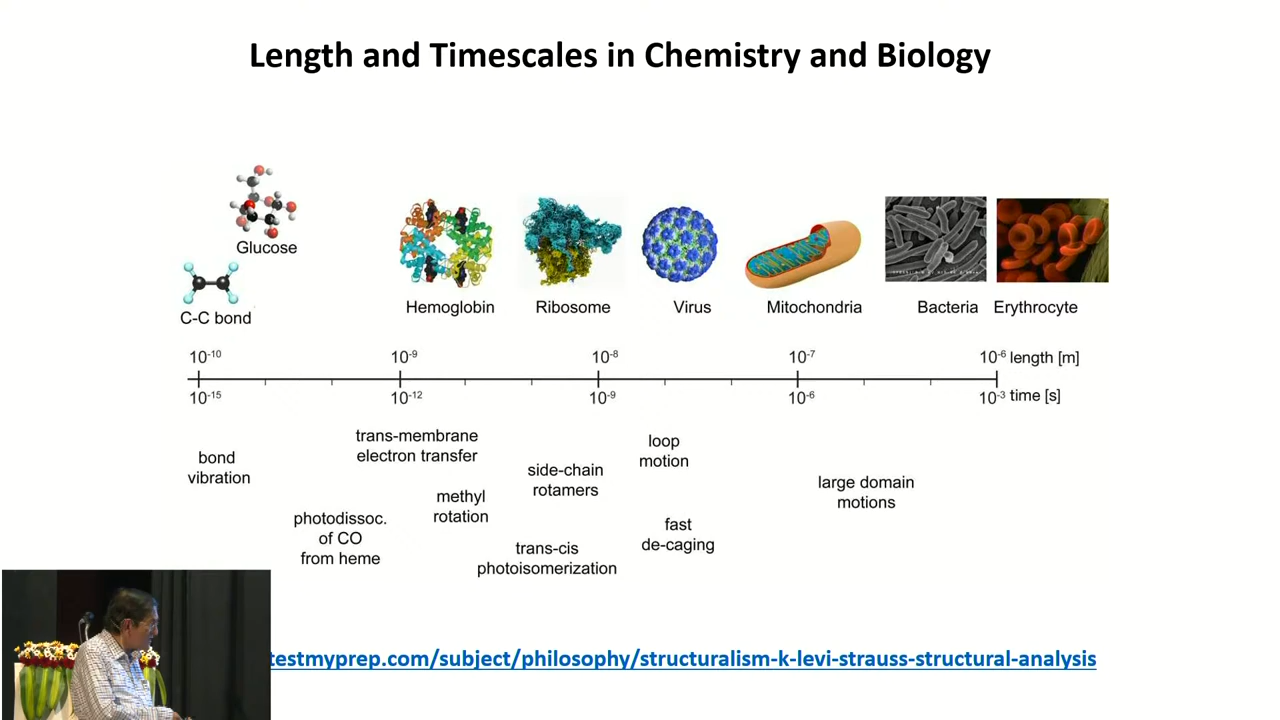 Length and Timescales in Chemistry and Biology
Glucose
C-C bond
Hemoglobin
Ribosome
Virus
Mitochondria
Bacteria
Erythrocyte
10-10
10-9
10-8
10-7
10-6 length [m]
10-15
10-12
10-9
10-6
10-3 time [s]
bond
vibration
trans-membrane
electron transfer
photodissoc.
of CO
from heme
methyl
rotation
side-chain
rotamers
trans-cis
photoisomerization
loop
motion
fast
de-caging
large domain
motions
testmyprep.com/subject/philosophy/structuralism-k-levi-strauss-structural-analysis